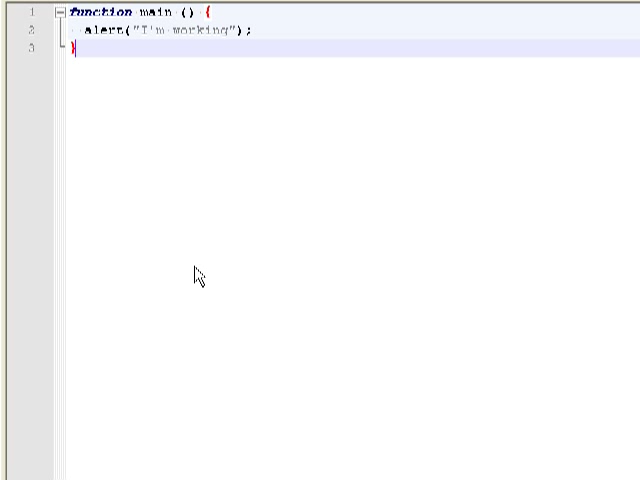 1 function main () {
2 alert("I'm working");
3 }